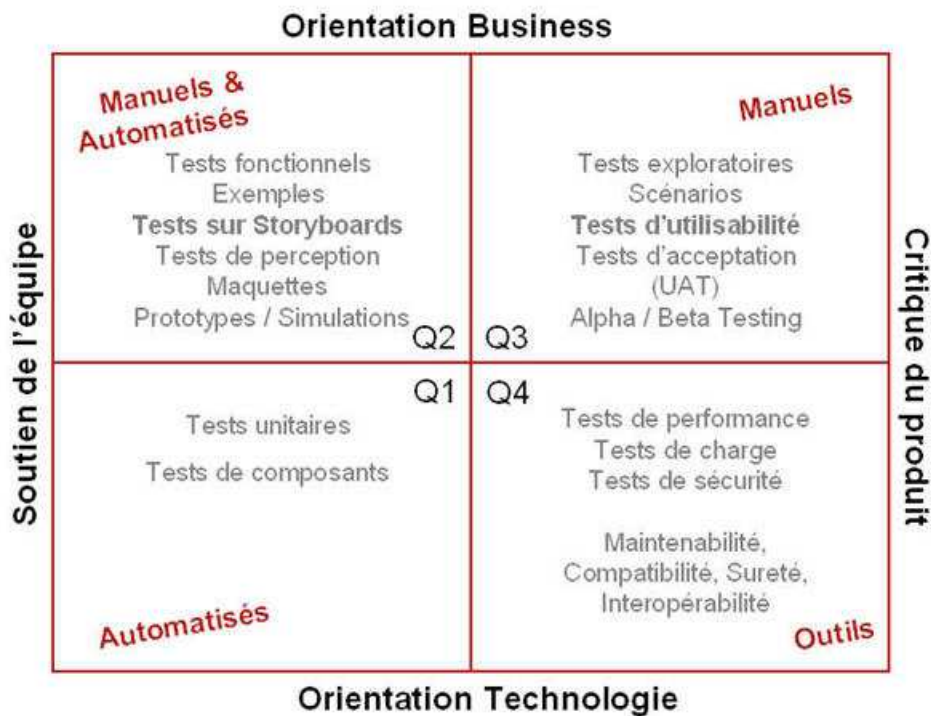 Orientation Business
Soutien de l'équipe
Manuels &
Automatisés
Tests fonctionnels
Exemples
Tests sur Storyboards
Tests de perception
Maquettes
Prototypes / Simulations
Q2
Manuels
Tests exploratoires
Scénarios
Tests d'utilisabilité
Tests d'acceptation
(UAT)
Alpha / Beta Testing
Q3
Q1
Tests unitaires
Tests de composants
Automatisés
Q4
Tests de performance
Tests de charge
Tests de sécurité
Maintenabilité,
Compatibilité, Sureté,
Interopérabilité
Outils
Critique du produit
Orientation Technologie